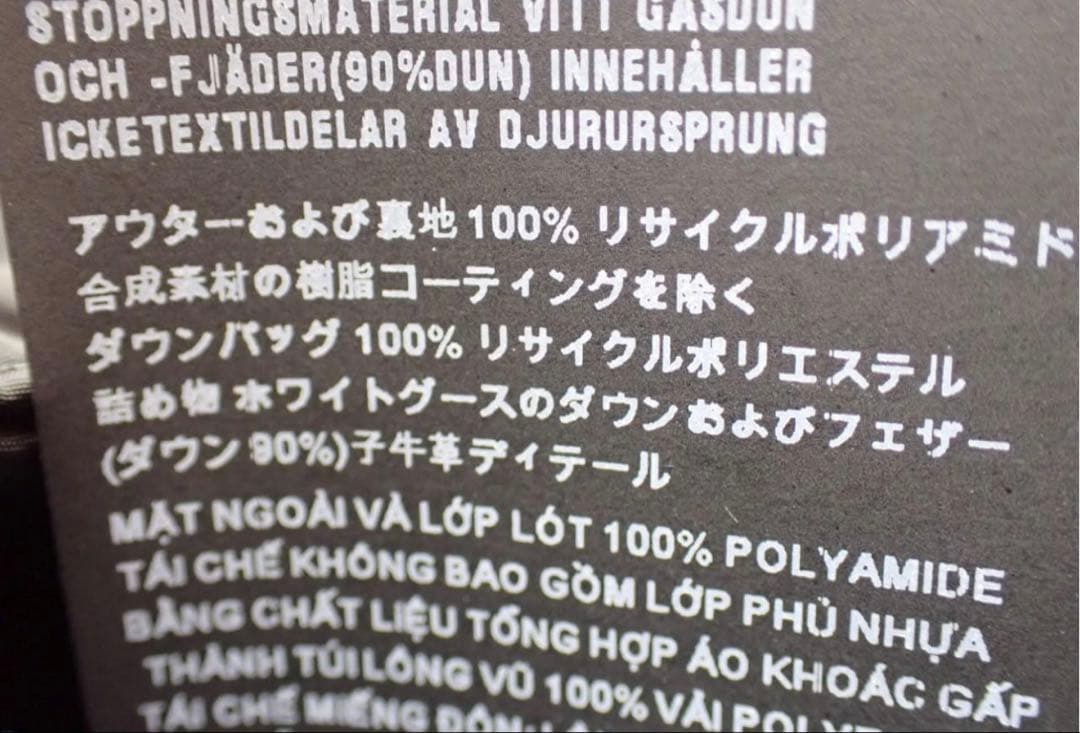 STOPPNINGSMATERIAL VITT GÅSDUN
OCH -FJÄDER(90%DUN) INNEHÅLLER
ICKETEXTILDELAR AV DJURURSPRUNG
アウターおよび裏地 100% リサイクルポリアミド
合成素材の樹脂コーティングを除く
ダウンバッグ 100% リサイクルポリエステル
詰め物 ホワイトグースのダウンおよびフェザー
(ダウン 90%)子牛革ディテール
MẶT NGOÀI VÀ LỚP LÓT 100% POLYAMIDE
TÁI CHẾ KHÔNG BAO GỒM LỚP PHỦ NHỰA
BẰNG CHẤT LIỆU TỔNG HỢP ÁO KHOÁC GẤP
THÀNH TÚI LÔNG VŨ 100% VẢI
TÁI CHẾ MIẾNG